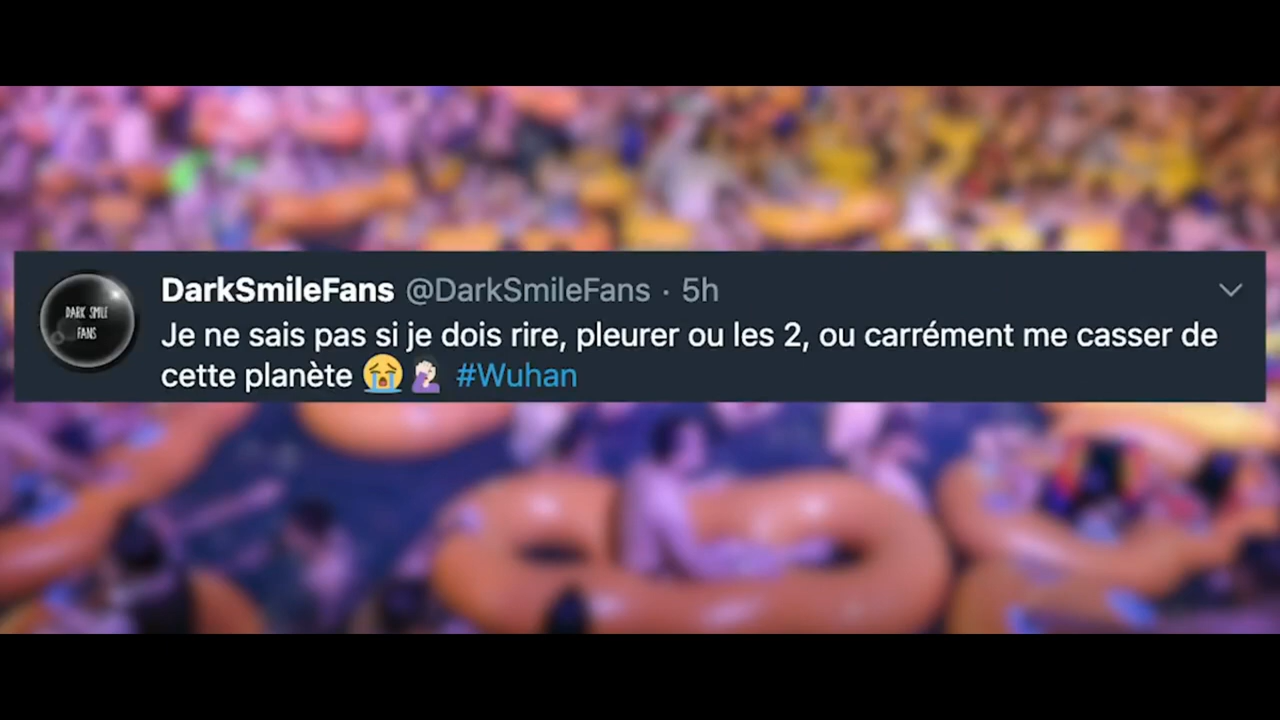 DARK SMILE
FANS
DarkSmileFans @DarkSmileFans · 5h
Je ne sais pas si je dois rire, pleurer ou les 2, ou carrément me casser de
cette planète 😭🤦🏻‍♀️ #Wuhan